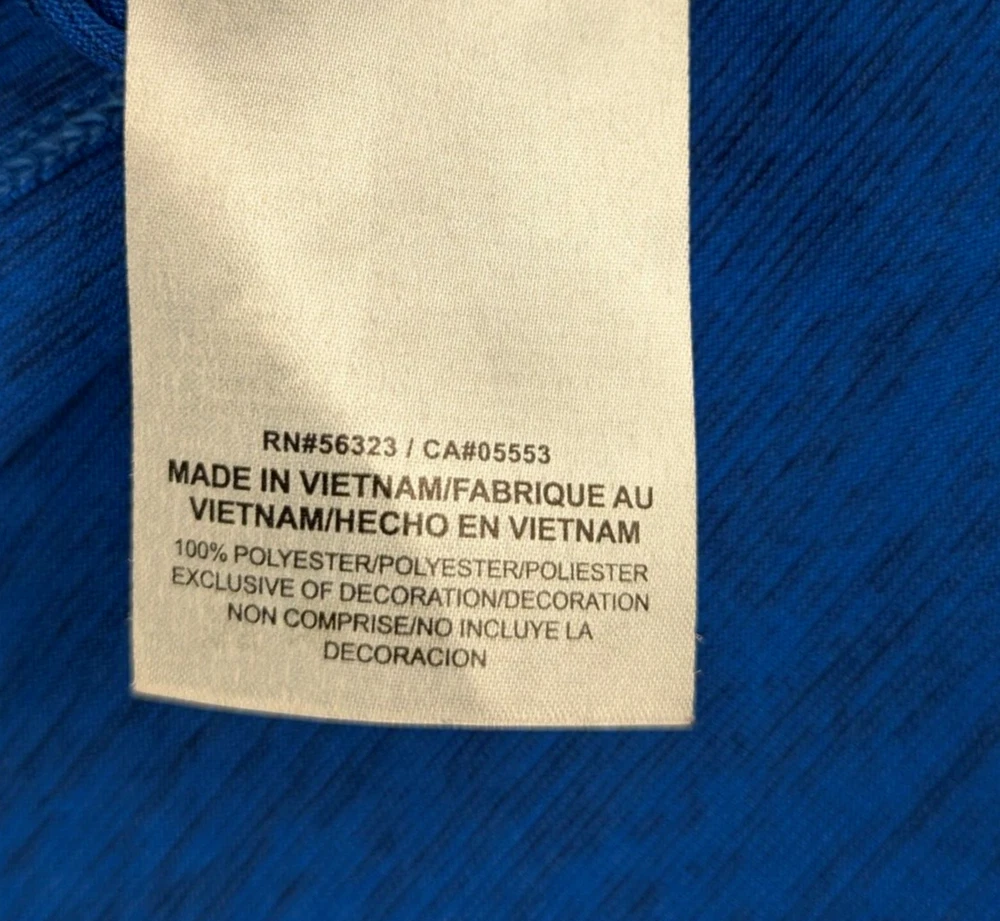 RN#56323 / CA#05553
MADE IN VIETNAM/FABRIQUE AU
VIETNAM/HECHO EN VIETNAM
100% POLYESTER/POLYESTER/POLIESTER
EXCLUSIVE OF DECORATION/DECORATION
NON COMPRISE/NO INCLUYE LA
DECORACION